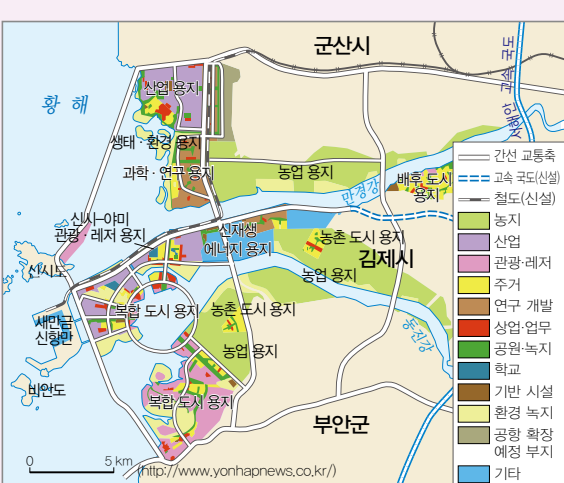 군산시
서해안 고속 국도
황 해
산업 용지
생태·환경 용지
과학·연구 용지
농업 용지
만경강
배후 도시
용지
신시-야미
관광·레저 용지
신재생
에너지 용지
농촌 도시 용지
김제시
농업 용지
신시도
새만금
신항만
복합 도시 용지
농촌 도시 용지
농업 용지
동진강
비안도
복합 도시 용지
부안군
0 5 km
(http://www.yonhapnews.co.kr/)
간선 교통축
고속 국도(신설)
철도(신설)
농지
산업
관광·레저
주거
연구 개발
상업·업무
공원·녹지
학교
기반 시설
환경 녹지
공항 확장
예정 부지
기타